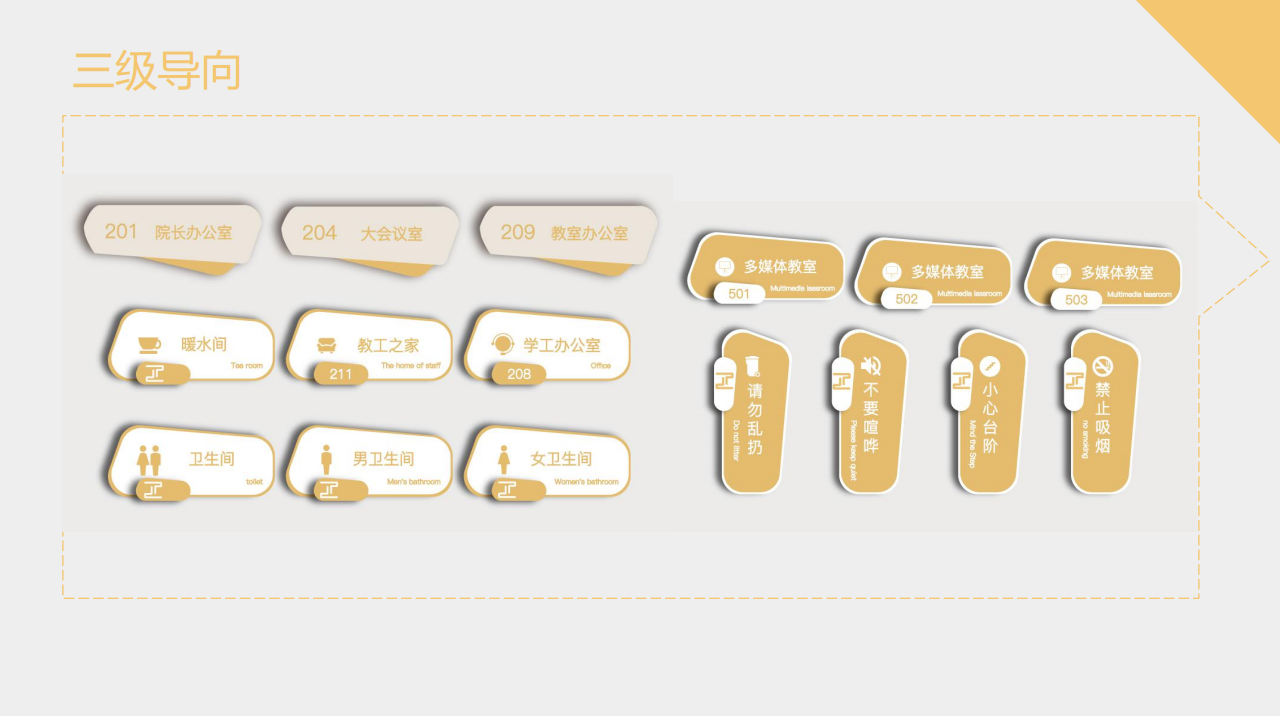 三级导向
201 院长办公室
204 大会议室
209 教室办公室
暖水间
Tea room
教工之家
The home of staff
211
学工办公室
Office
208
卫生间
toilet
男卫生间
Men's bathroom
女卫生间
Women's bathroom
多媒体教室
Multimedia lassroom
501
多媒体教室
Multimedia lassroom
502
多媒体教室
Multimedia lassroom
503
请勿乱扔
Do not litter
不要喧哗
Please keep quiet
小心台阶
Mind the Step
禁止吸烟
no smoking